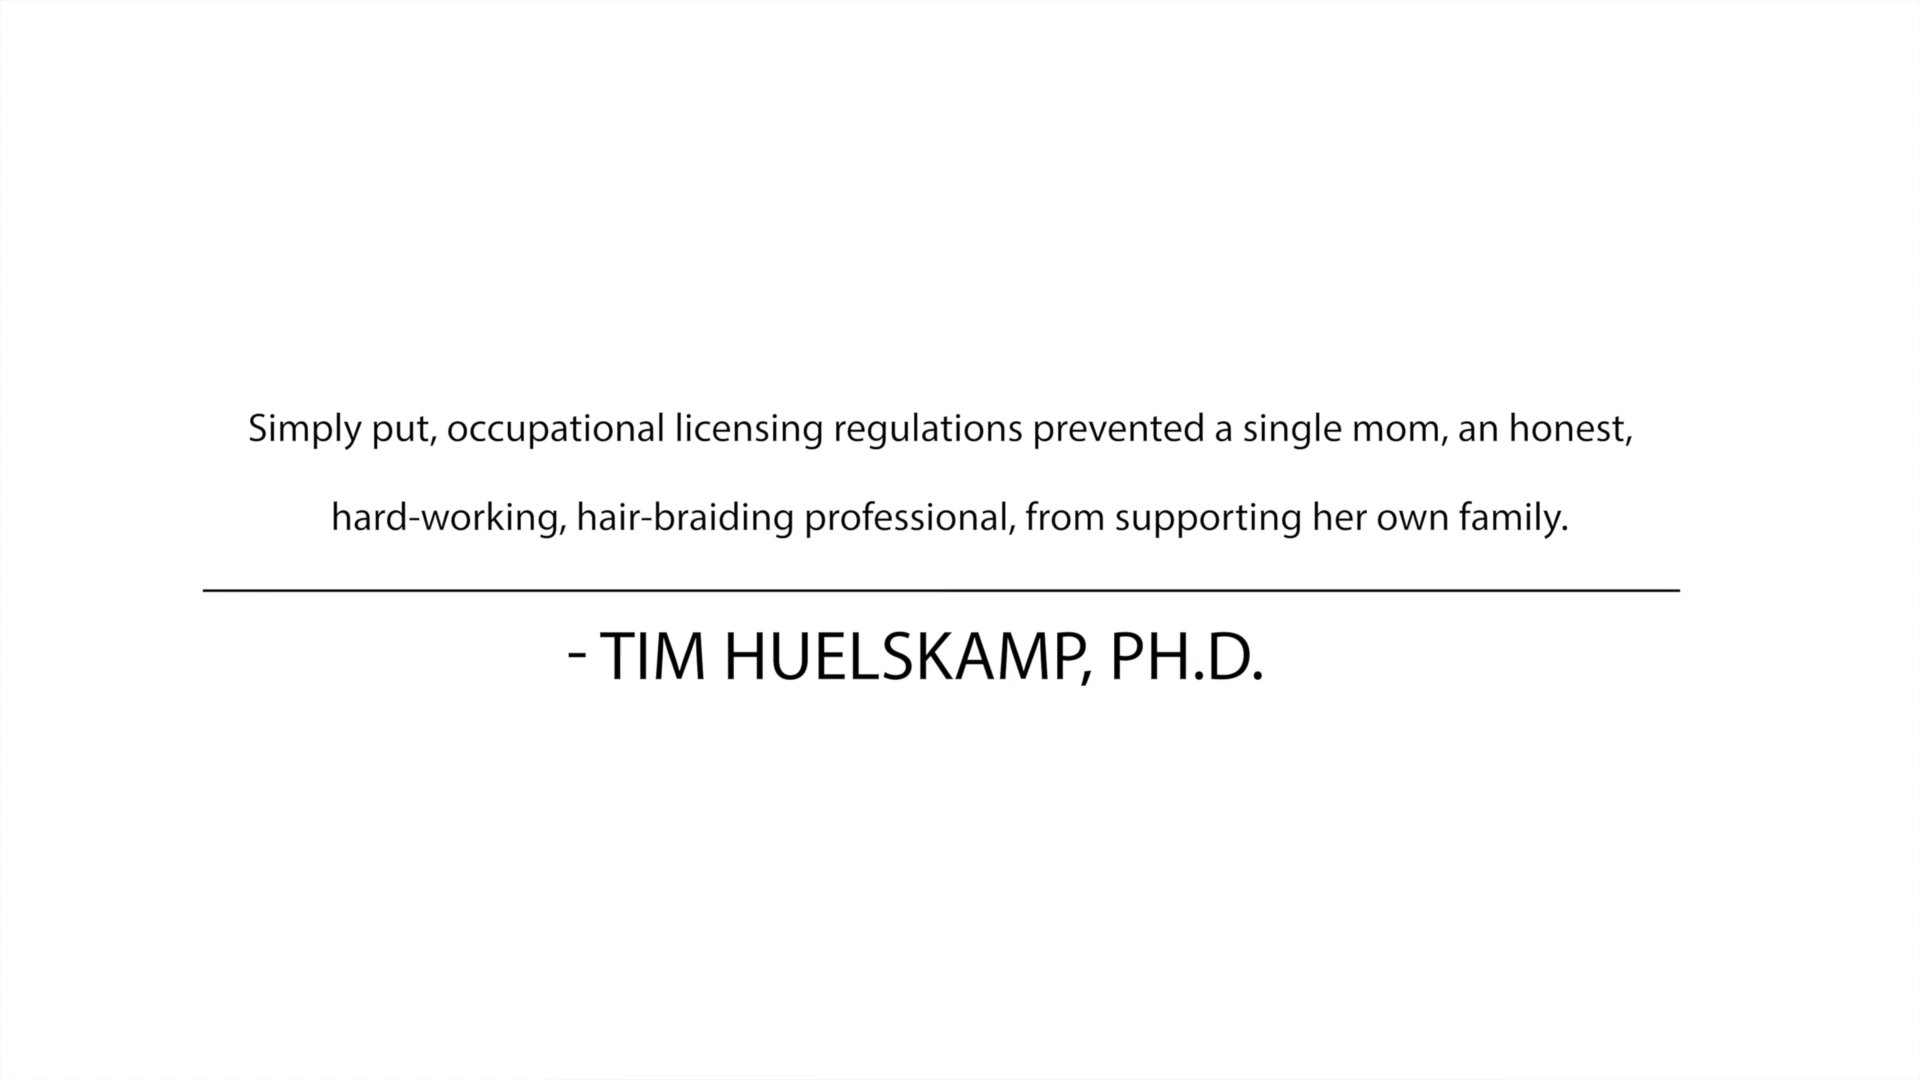 Simply put, occupational licensing regulations prevented a single mom, an honest,
hard-working, hair-braiding professional, from supporting her own family.
- TIM HUELSKAMP, PH.D.